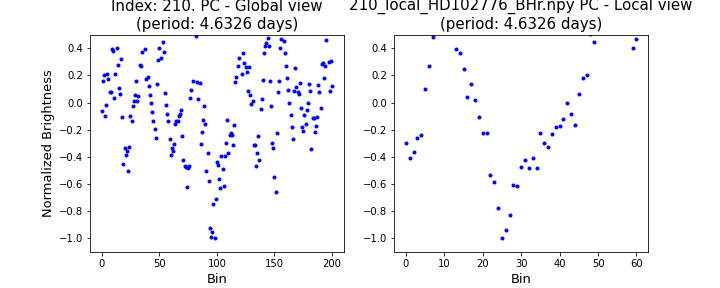 Index: 210. PC - Global view
(period: 4.6326 days)
210_local_HD102776_BHr.npy PC - Local view
(period: 4.6326 days)
Normalized Brightness
0.4
0.2
0.0
−0.2
−0.4
−0.6
−0.8
−1.0
0 50 100 150 200
Bin
0.4
0.2
0.0
−0.2
−0.4
−0.6
−0.8
−1.0
0 10 20 30 40 50 60
Bin